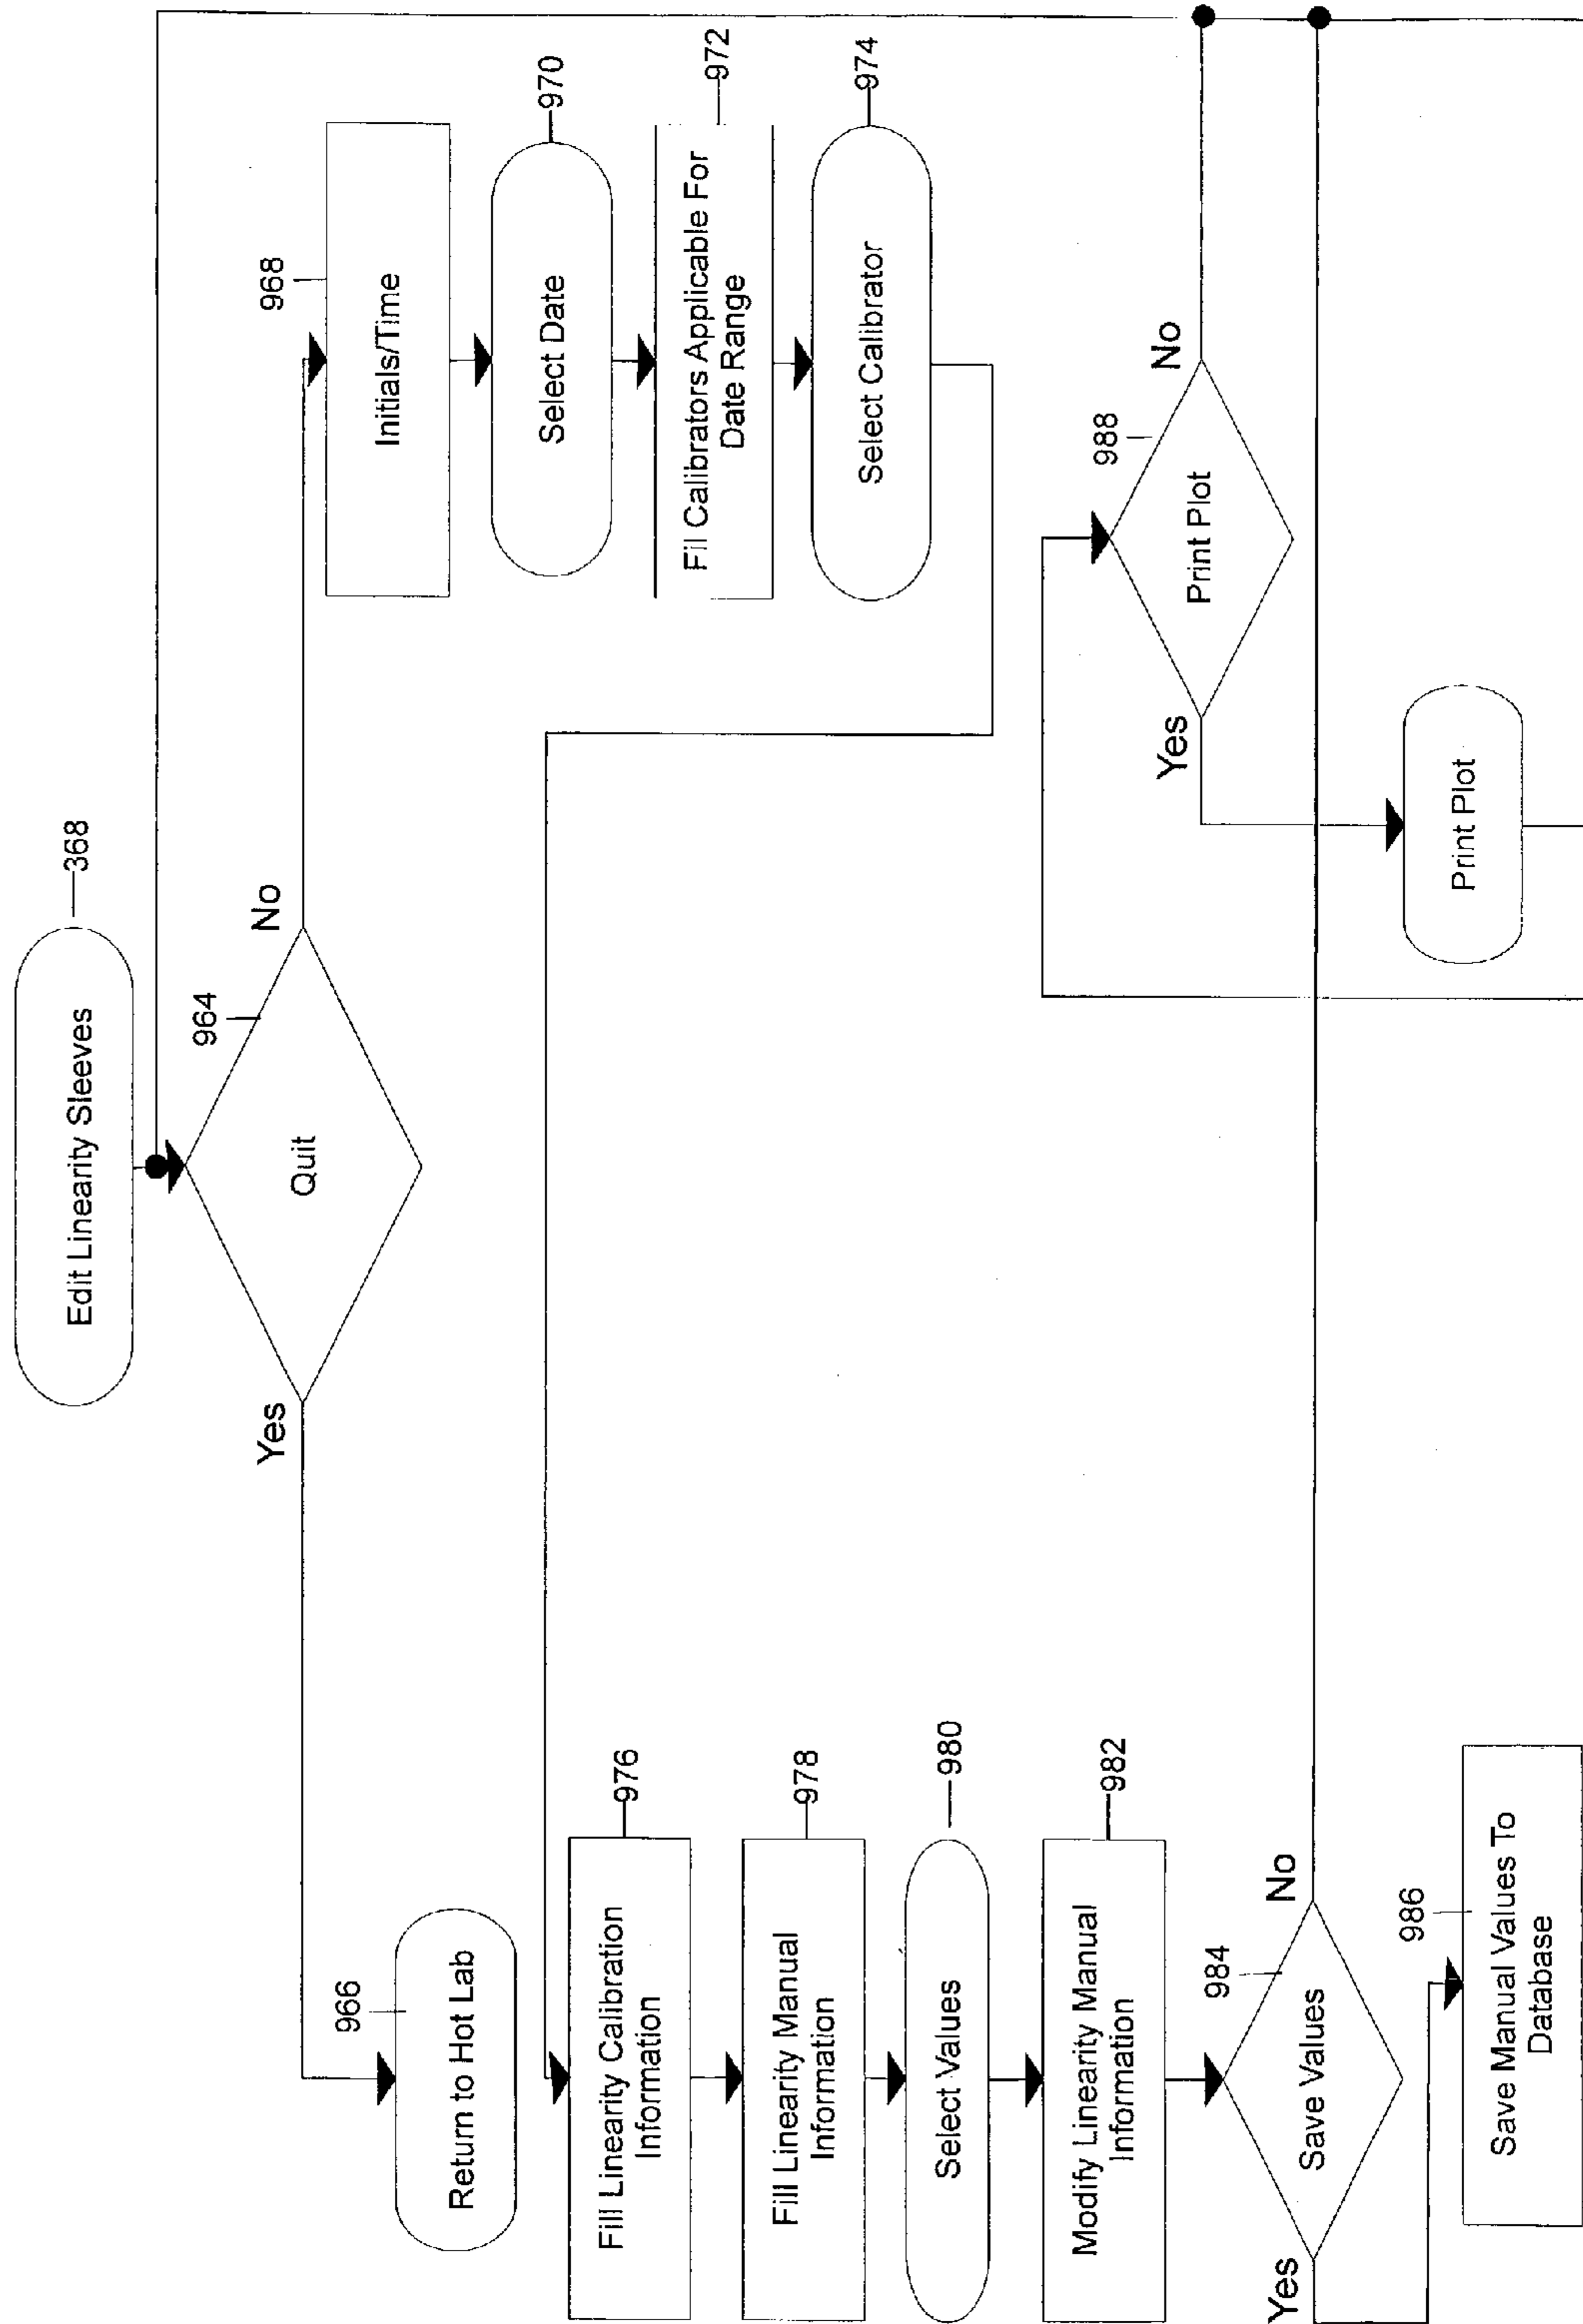 Edit Linearity Sleeves
368
964
Quit
Yes
No
966
Return to Hot Lab
968
Initials/Time
970
Select Date
972
Fil Calibrators Applicable For
Date Range
974
Select Calibrator
976
Fill Linearity Calibration
Information
978
Fill Linearity Manual
Information
980
Select Values
982
Modify Linearity Manual
Information
984
Save Values
Yes
No
986
Save Manual Values To
Database
988
Print Plot
Yes
No
Print Plot